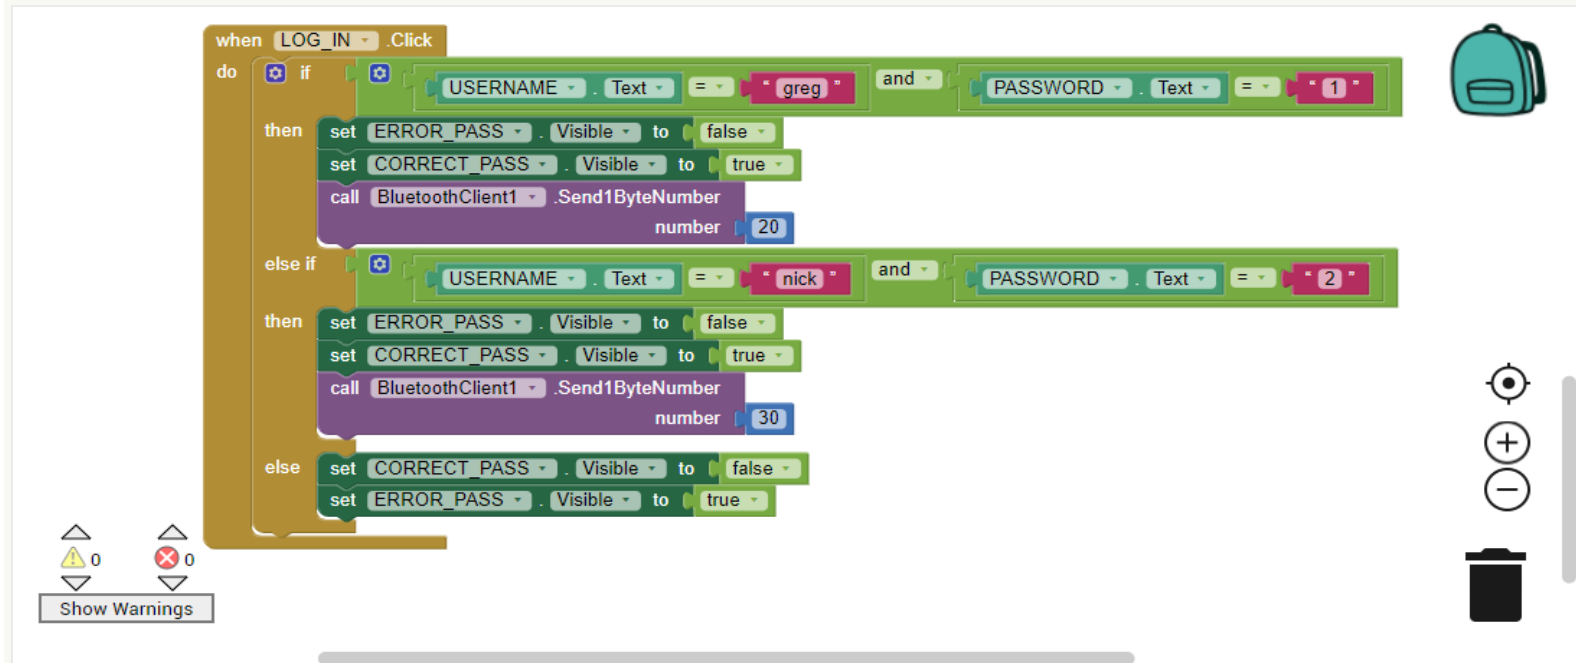 when LOG_IN .Click
do if USERNAME . Text = " greg " and PASSWORD . Text = " 1 "
then set ERROR_PASS . Visible to false
set CORRECT_PASS . Visible to true
call BluetoothClient1 .Send1ByteNumber
number 20
else if USERNAME . Text = " nick " and PASSWORD . Text = " 2 "
then set ERROR_PASS . Visible to false
set CORRECT_PASS . Visible to true
call BluetoothClient1 .Send1ByteNumber
number 30
else set CORRECT_PASS . Visible to false
set ERROR_PASS . Visible to true
0 0
Show Warnings